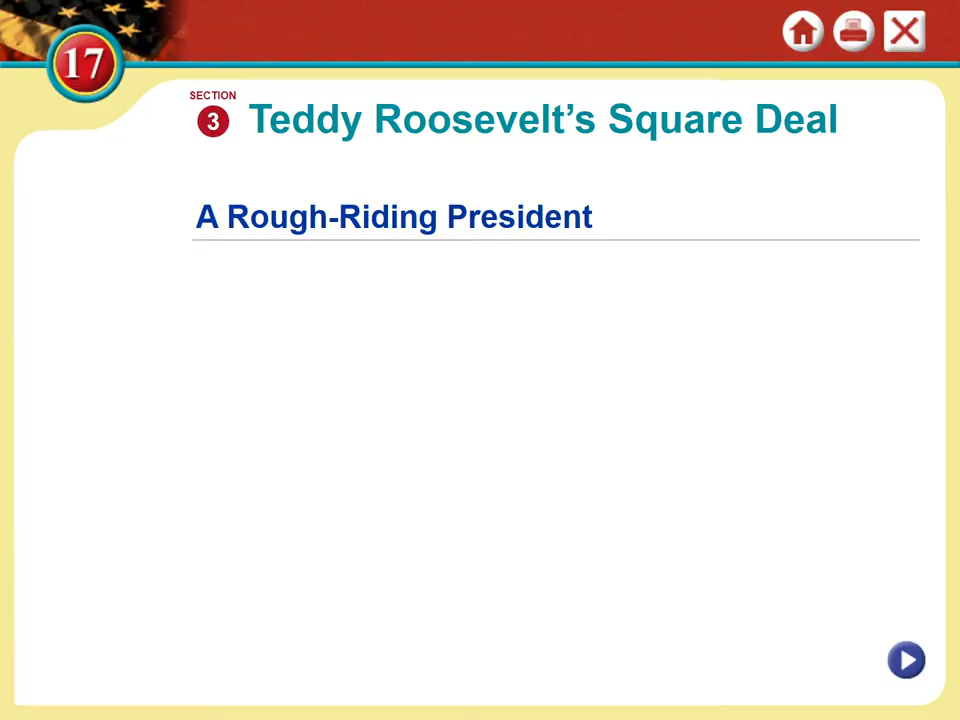 17
SECTION
3 Teddy Roosevelt’s Square Deal
A Rough-Riding President